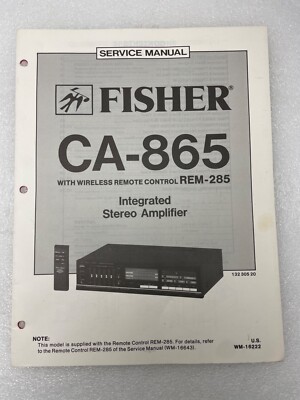 SERVICE MANUAL
FISHER®
CA-865
WITH WIRELESS REMOTE CONTROL REM-285
Integrated
Stereo Amplifier
NOTE:
This model is supplied with the Remote Control REM-285. For details, refer
to the Remote Control REM-285 of the Service Manual (WM-16643).
U.S.
WM-16222